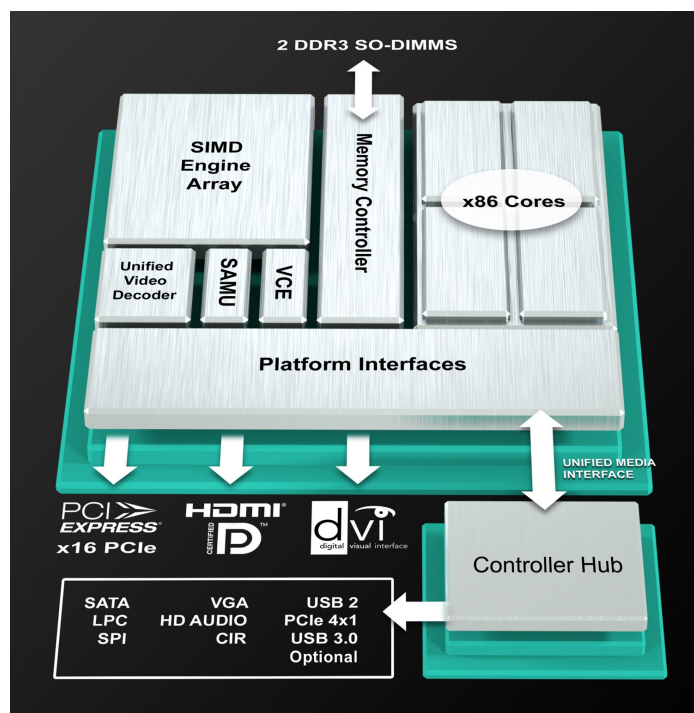 2 DDR3 SO-DIMMS
SIMD
Engine
Array
Memory Controller
x86 Cores
Unified
Video
Decoder
SAMU
VCE
Platform Interfaces
UNIFIED MEDIA
INTERFACE
PCI
EXPRESS®
x16 PCIe
HDMI®
CERTIFIED
DP™
dvi
digital visual interface
Controller Hub
SATA VGA USB 2
LPC HD AUDIO PCIe 4x1
SPI CIR USB 3.0
Optional